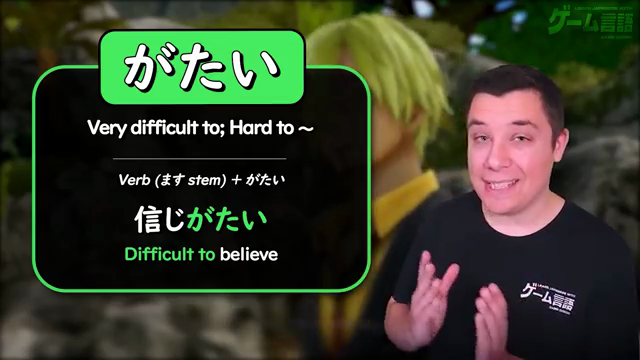 がたい
Very difficult to; Hard to ～
Verb (ます stem) + がたい
信じがたい
Difficult to believe
ゲーム言語
ゲーム言語